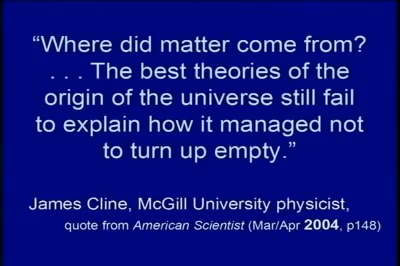 “Where did matter come from?
. . . The best theories of the
origin of the universe still fail
to explain how it managed not
to turn up empty.”
James Cline, McGill University physicist,
quote from American Scientist (Mar/Apr 2004, p148)